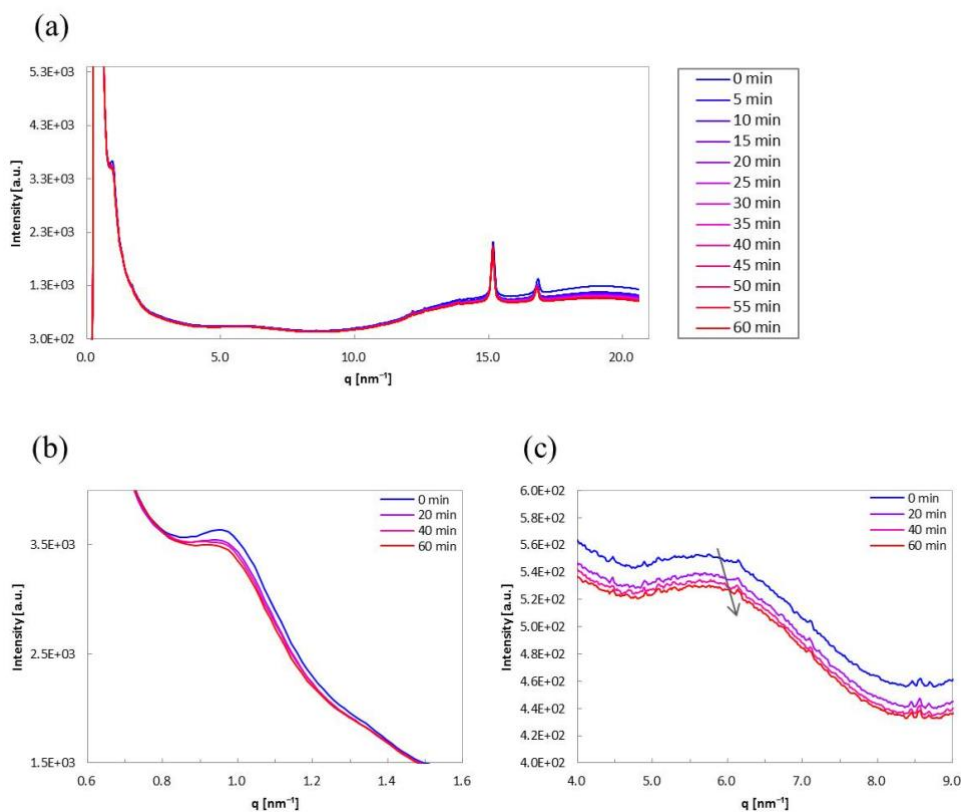 (a)
5.3E+03
4.3E+03
3.3E+03
2.3E+03
1.3E+03
3.0E+02
Intensity [a.u.]
0.0 5.0 10.0 15.0 20.0
q [nm⁻¹]
0 min
5 min
10 min
15 min
20 min
25 min
30 min
35 min
40 min
45 min
50 min
55 min
60 min
(b)
3.5E+03
2.5E+03
1.5E+03
Intensity [a.u.]
0.6 0.8 1.0 1.2 1.4 1.6
q [nm⁻¹]
0 min
20 min
40 min
60 min
(c)
6.0E+02
5.8E+02
5.6E+02
5.4E+02
5.2E+02
5.0E+02
4.8E+02
4.6E+02
4.4E+02
4.2E+02
4.0E+02
Intensity [a.u.]
4.0 5.0 6.0 7.0 8.0 9.0
q [nm⁻¹]
0 min
20 min
40 min
60 min